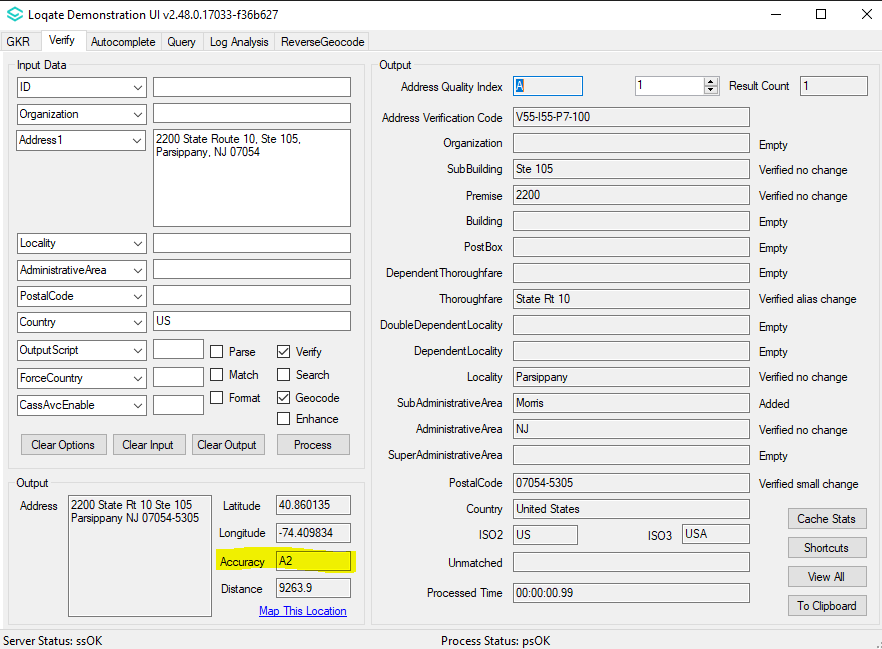 Loqate Demonstration UI v2.48.0.17033-f36b627
GKR Verify Autocomplete Query Log Analysis ReverseGeocode
Input Data
ID
Organization
Address1 2200 State Route 10, Ste 105,
Parsippany, NJ 07054
Locality
AdministrativeArea
PostalCode
Country US
OutputScript Parse Verify
ForceCountry Match Search
CassAvcEnable Format Geocode
Enhance
Clear Options Clear Input Clear Output Process
Output
Address 2200 State Rt 10 Ste 105
Parsippany NJ 07054-5305
Latitude 40.860135
Longitude -74.409834
Accuracy A2
Distance 9263.9
Map This Location
Output
Address Quality Index A 1 Result Count 1
Address Verification Code V55-I55-P7-100
Organization Empty
SubBuilding Ste 105 Verified no change
Premise 2200 Verified no change
Building Empty
PostBox Empty
DependentThoroughfare Empty
Thoroughfare State Rt 10 Verified alias change
DoubleDependentLocality Empty
DependentLocality Empty
Locality Parsippany Verified no change
SubAdministrativeArea Morris Added
AdministrativeArea NJ Verified no change
SuperAdministrativeArea Empty
PostalCode 07054-5305 Verified small change
Country United States
ISO2 US ISO3 USA
Unmatched
Processed Time 00:00:00.99
Cache Stats
Shortcuts
View All
To Clipboard
Server Status: ssOK Process Status: psOK